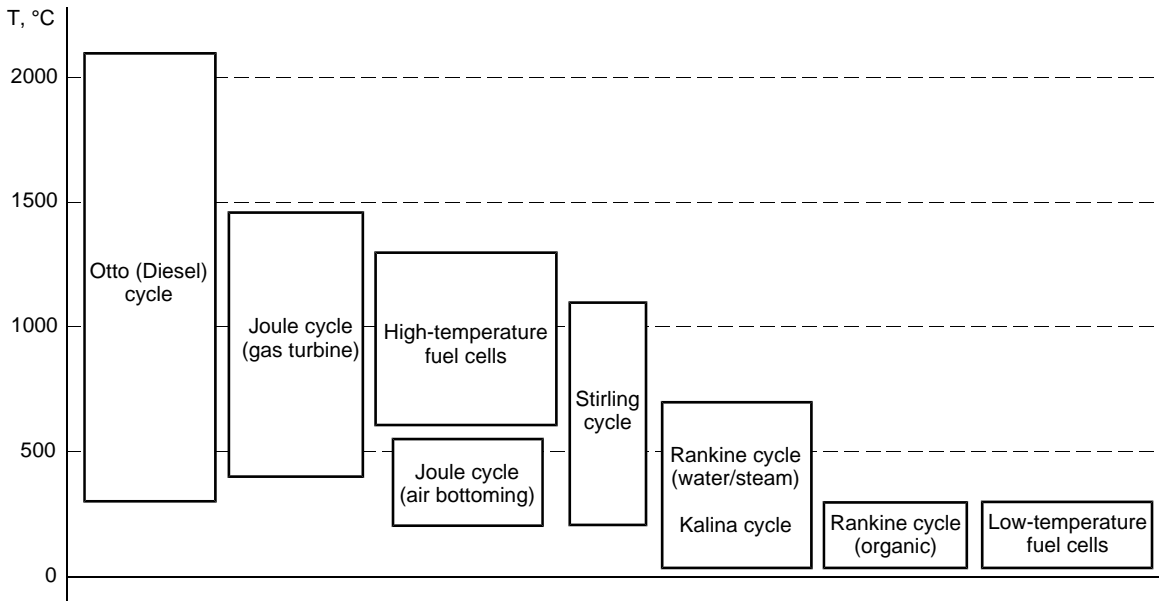 T, °C
2000
1500
1000
500
0
Otto (Diesel)
cycle
Joule cycle
(gas turbine)
High-temperature
fuel cells
Joule cycle
(air bottoming)
Stirling
cycle
Rankine cycle
(water/steam)
Kalina cycle
Rankine cycle
(organic)
Low-temperature
fuel cells